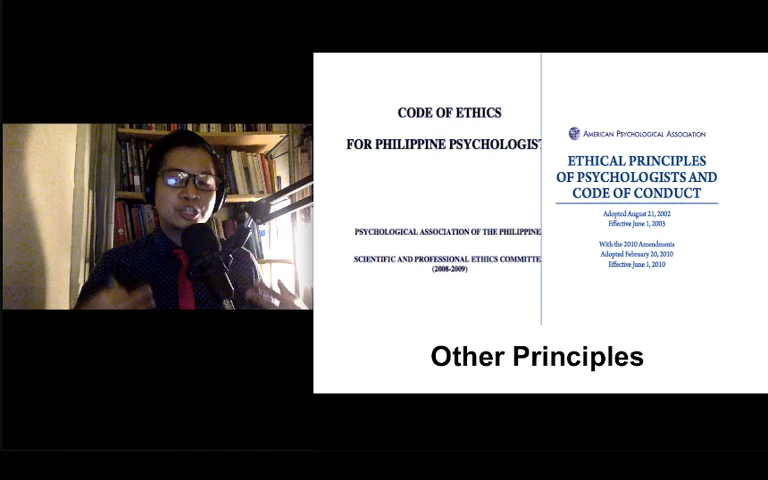 CODE OF ETHICS
FOR PHILIPPINE PSYCHOLOGIST
PSYCHOLOGICAL ASSOCIATION OF THE PHILIPPINE
SCIENTIFIC AND PROFESSIONAL ETHICS COMMITTE
(2008-2009)
AMERICAN PSYCHOLOGICAL ASSOCIATION
ETHICAL PRINCIPLES
OF PSYCHOLOGISTS AND
CODE OF CONDUCT
Adopted August 21, 2002
Effective June 1, 2003
With the 2010 Amendments
Adopted February 20, 2010
Effective June 1, 2010
Other Principles